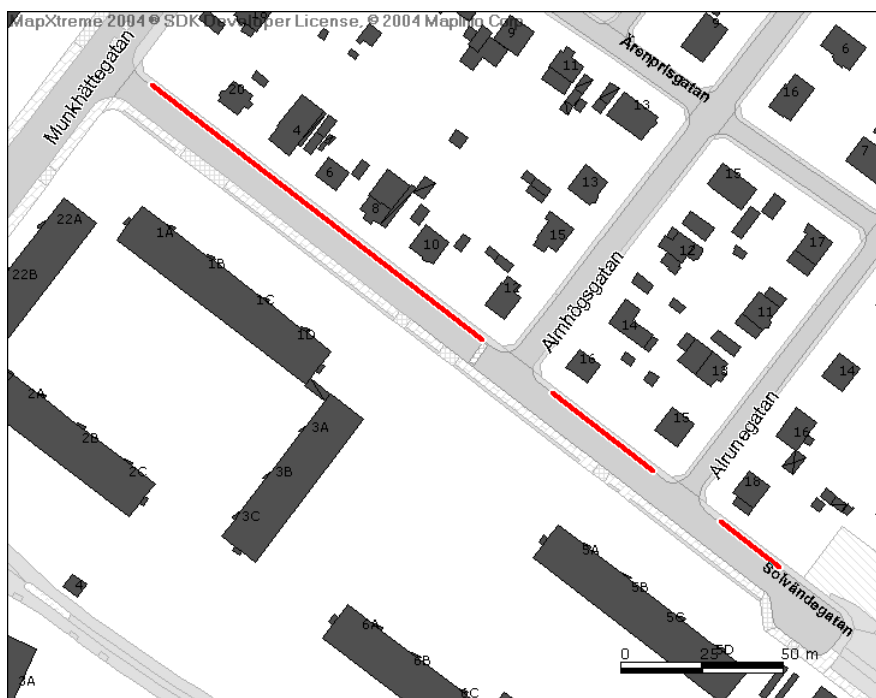 MapXtreme 2004 ® SDK Developer License, © 2004 MapInfo Corp.
Munkhättegatan
Ärenprisgatan
Almhögsgatan
Alrunegatan
Solvändegatan
9
9
6
20
11
13
16
4
7
6
13
15
8
15
22A
1A
10
12
17
22B
1B
1C
12
11
14
1D
16
13
14
2A
3A
15
16
2B
2C
3B
18
3C
5A
4
5B
5C
6A
5D
6B
6C
3A
0 25 50 m